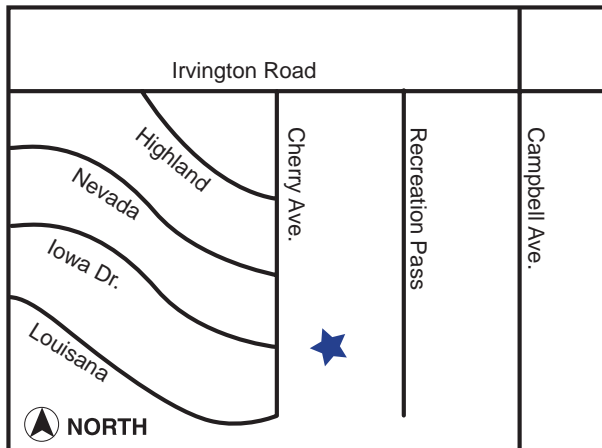 Irvington Road
Highland
Nevada
Iowa Dr.
Louisana
Cherry Ave.
Recreation Pass
Campbell Ave.
NORTH